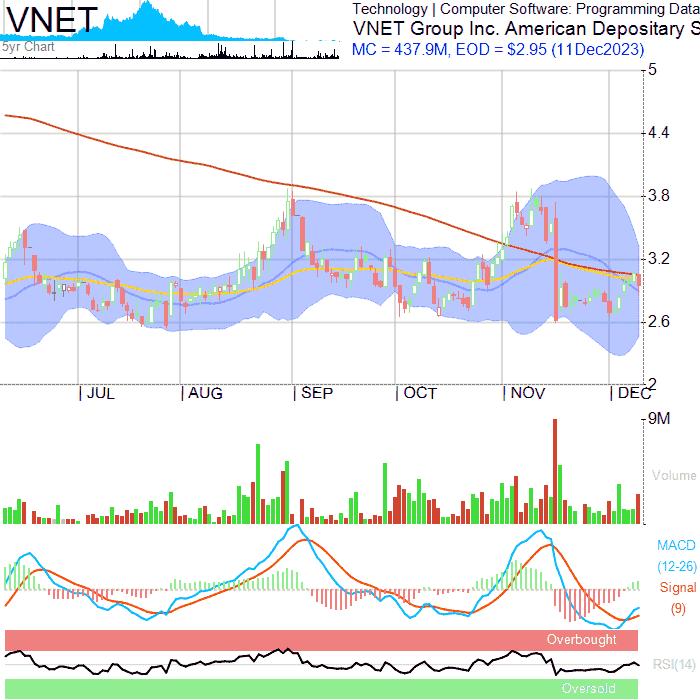 VNET
5yr Chart
Technology | Computer Software: Programming Data
VNET Group Inc. American Depositary S
MC = 437.9M, EOD = $2.95 (11Dec2023)
5
4.4
3.8
3.2
2.6
2
JUL AUG SEP OCT NOV DEC
9M
Volume
MACD
(12-26)
Signal
(9)
Overbought
RSI(14)
Oversold